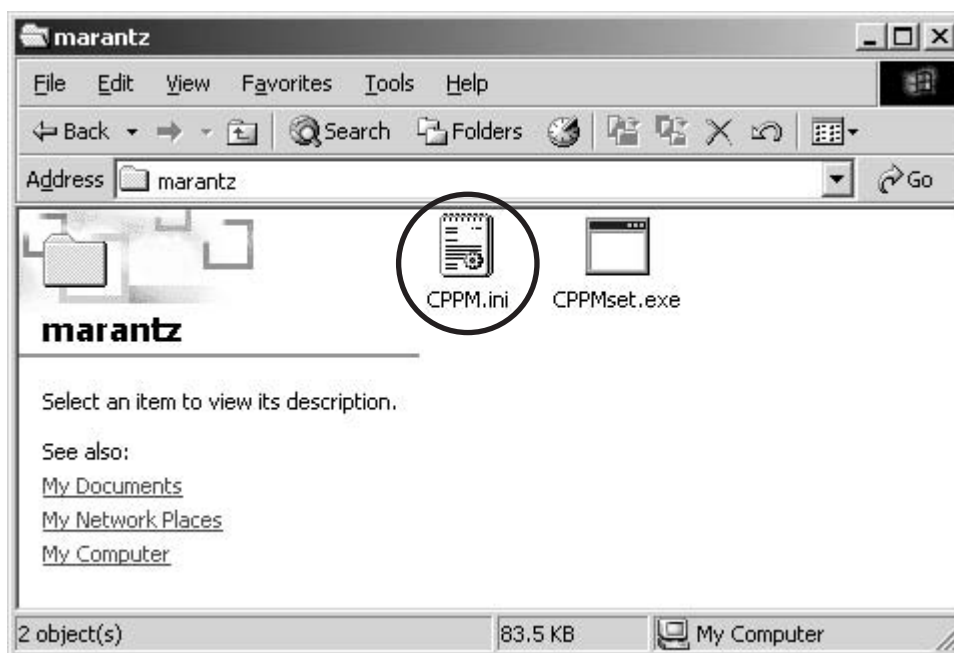 marantz
File Edit View Favorites Tools Help
Back Search Folders
Address marantz Go
CPPM.ini CPPMset.exe
marantz
Select an item to view its description.
See also:
My Documents
My Network Places
My Computer
2 object(s) 83.5 KB My Computer